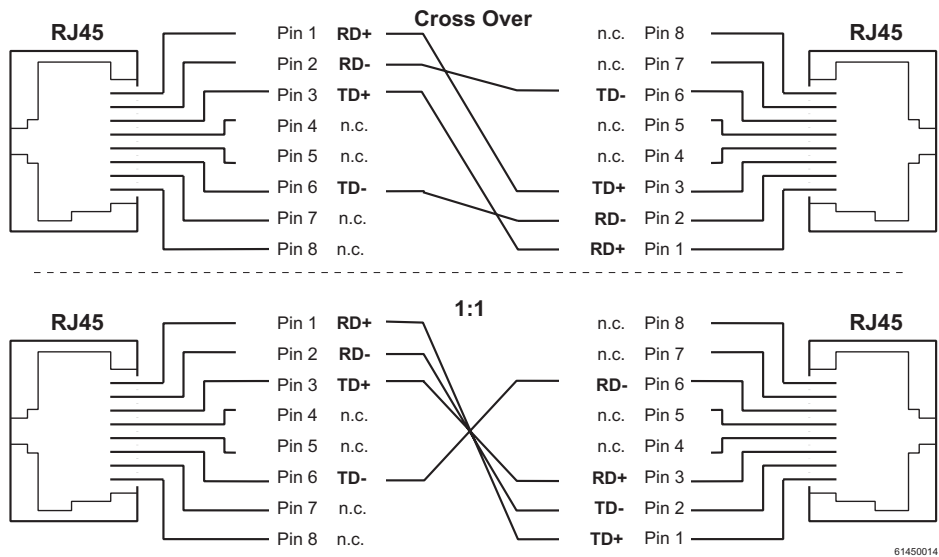 Cross Over
RJ45
Pin 1 RD+
Pin 2 RD-
Pin 3 TD+
Pin 4 n.c.
Pin 5 n.c.
Pin 6 TD-
Pin 7 n.c.
Pin 8 n.c.
n.c. Pin 8
n.c. Pin 7
TD- Pin 6
n.c. Pin 5
n.c. Pin 4
TD+ Pin 3
RD- Pin 2
RD+ Pin 1
RJ45
1:1
RJ45
Pin 1 RD+
Pin 2 RD-
Pin 3 TD+
Pin 4 n.c.
Pin 5 n.c.
Pin 6 TD-
Pin 7 n.c.
Pin 8 n.c.
n.c. Pin 8
n.c. Pin 7
RD- Pin 6
n.c. Pin 5
n.c. Pin 4
RD+ Pin 3
TD- Pin 2
TD+ Pin 1
RJ45
61450014